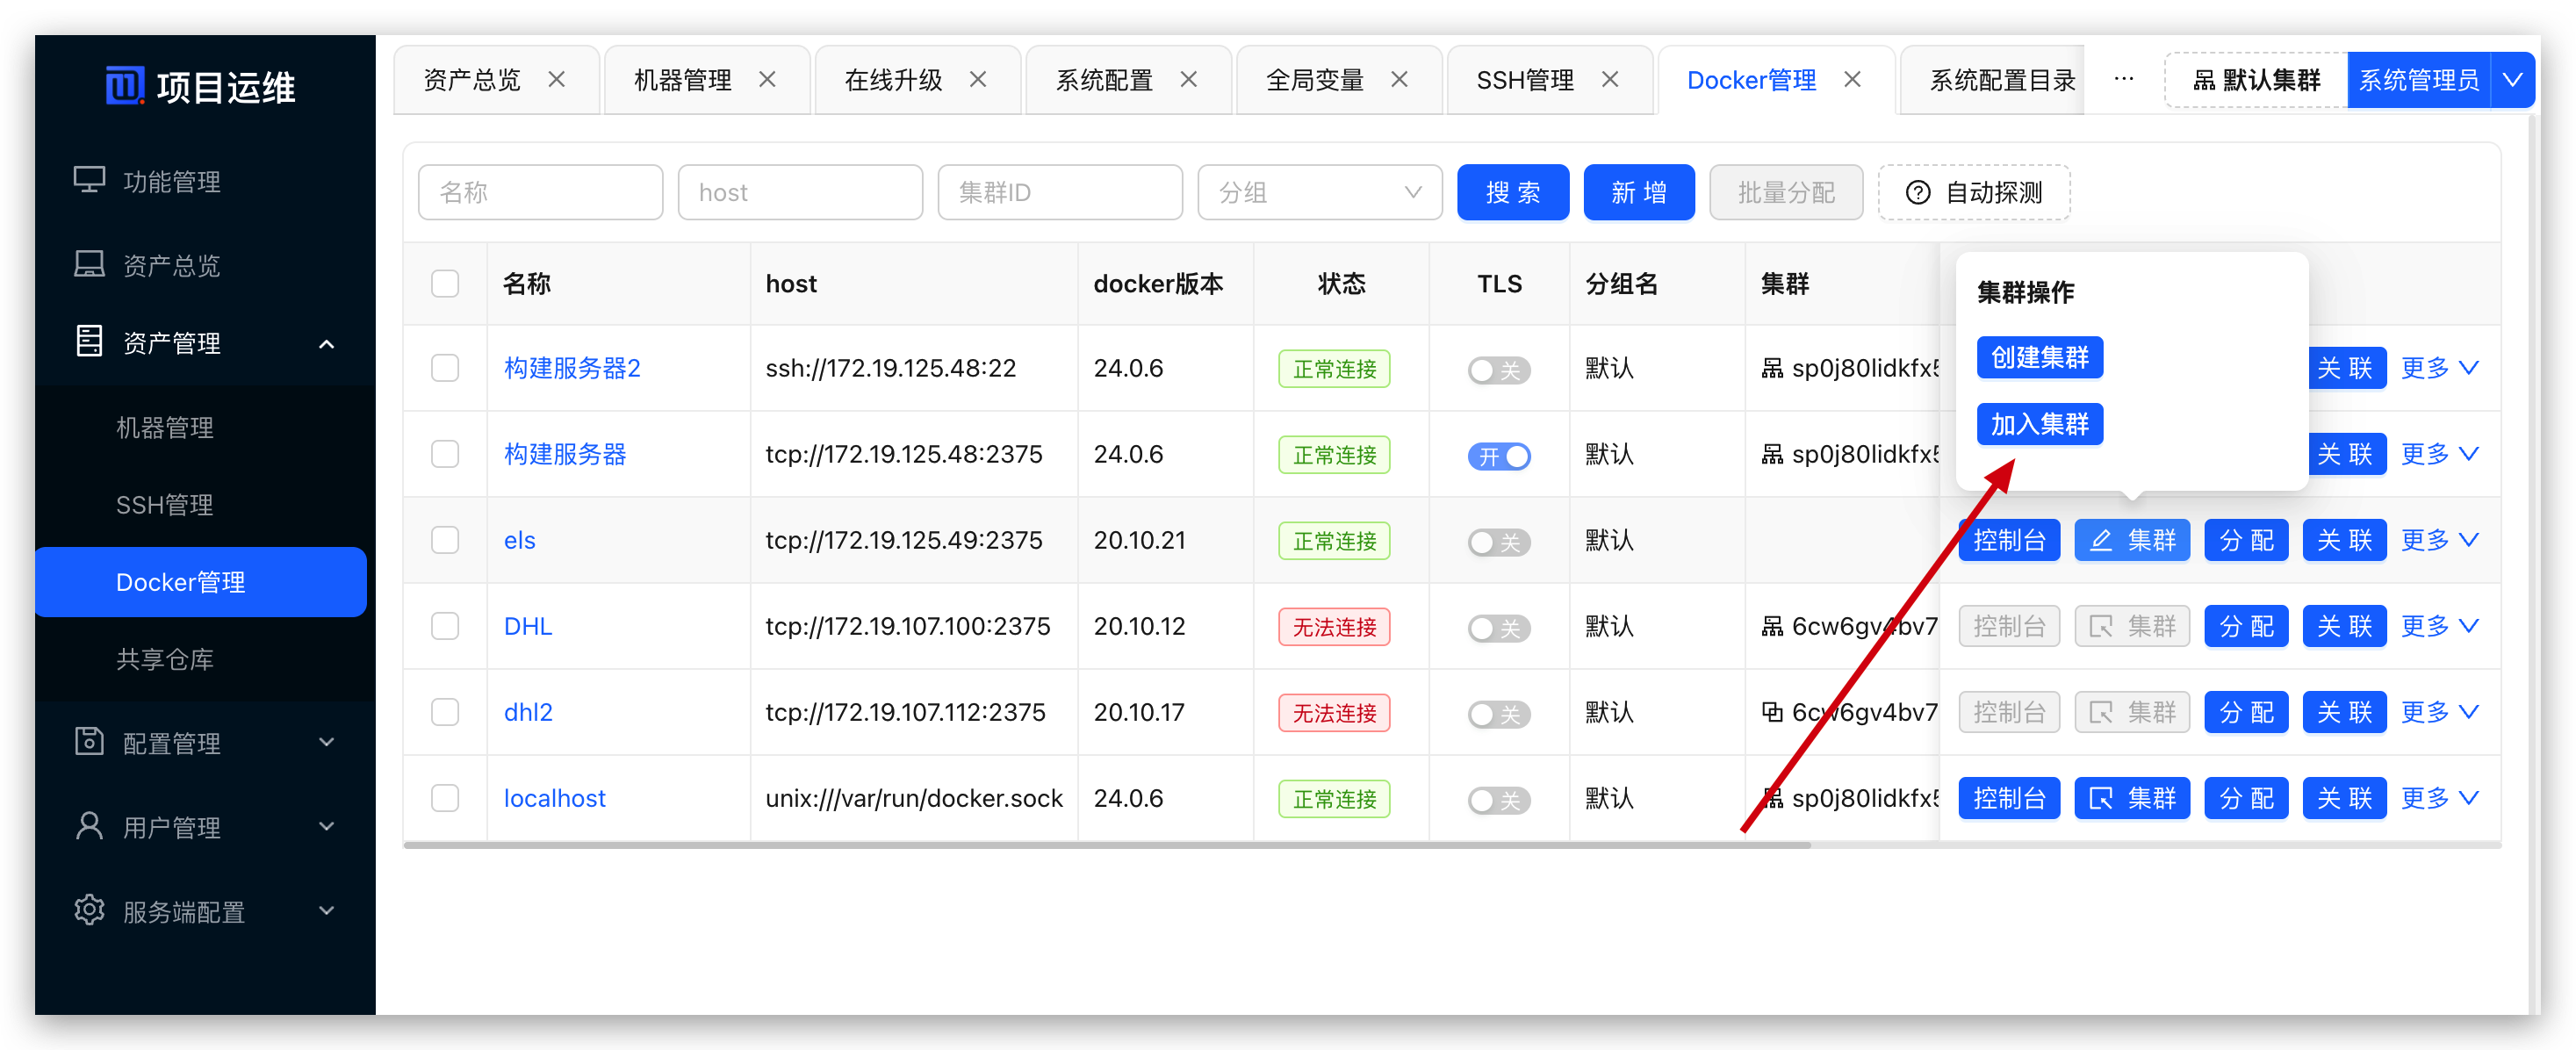 项目运维
功能管理
资产总览
资产管理
机器管理
SSH管理
Docker管理
共享仓库
配置管理
用户管理
服务端配置
资产总览 机器管理 在线升级 系统配置 全局变量 SSH管理 Docker管理 系统配置目录 ··· 默认集群 系统管理员
名称 host 集群ID 分组 搜 索 新 增 批量分配 自动探测
名称 host docker版本 状态 TLS 分组名 集群
集群操作
创建集群
加入集群
构建服务器2 ssh://172.19.125.48:22 24.0.6 正常连接 关 默认 sp0j80lidkfx5 关 联 更多
构建服务器 tcp://172.19.125.48:2375 24.0.6 正常连接 开 默认 sp0j80lidkfx5 关 联 更多
els tcp://172.19.125.49:2375 20.10.21 正常连接 关 默认 控制台 集群 分 配 关 联 更多
DHL tcp://172.19.107.100:2375 20.10.12 无法连接 关 默认 6cw6gv4bv7 控制台 集群 分 配 关 联 更多
dhl2 tcp://172.19.107.112:2375 20.10.17 无法连接 关 默认 6cw6gv4bv7 控制台 集群 分 配 关 联 更多
localhost unix:///var/run/docker.sock 24.0.6 正常连接 关 默认 sp0j80lidkfx5 控制台 集群 分 配 关 联 更多